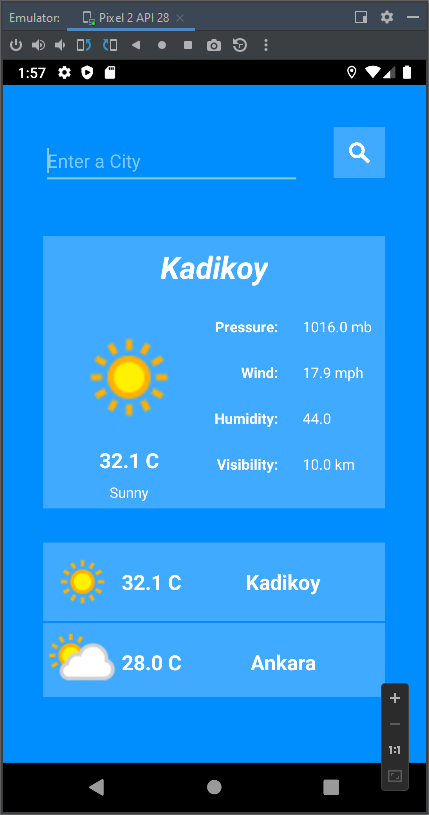 Emulator: Pixel 2 API 28
1:57
Enter a City
Kadikoy
Pressure: 1016.0 mb
Wind: 17.9 mph
Humidity: 44.0
Visibility: 10.0 km
32.1 C
Sunny
32.1 C Kadikoy
28.0 C Ankara
1:1